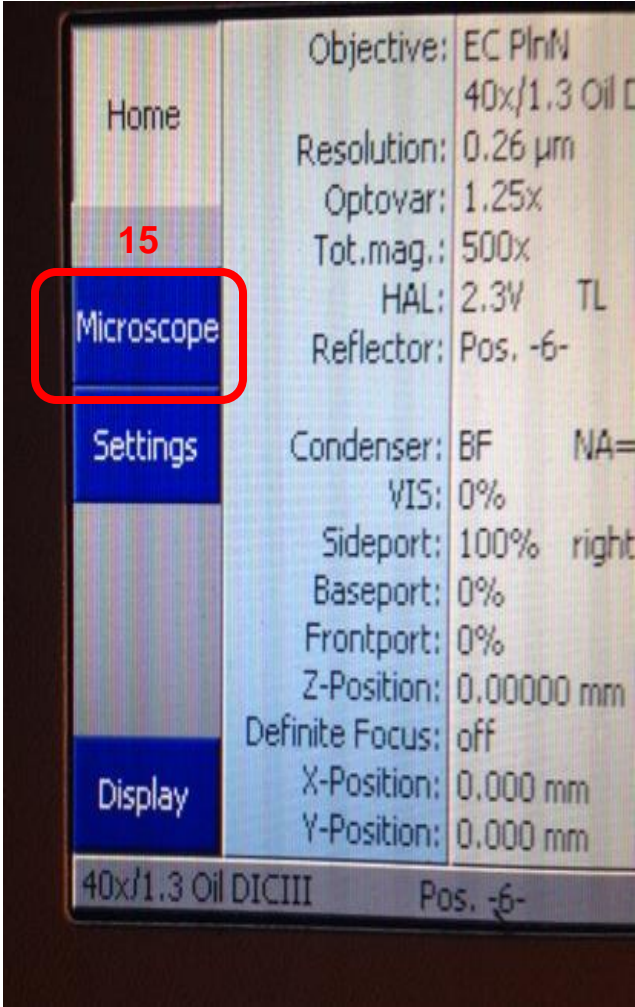 Home
15
Microscope
Settings
Display
Objective: EC PlnN
40x/1.3 Oil D
Resolution: 0.26 µm
Optovar: 1.25x
Tot.mag.: 500x
HAL: 2.3V TL
Reflector: Pos. -6-
Condenser: BF NA=
VIS: 0%
Sideport: 100% right
Baseport: 0%
Frontport: 0%
Z-Position: 0.00000 mm
Definite Focus: off
X-Position: 0.000 mm
Y-Position: 0.000 mm
40x/1.3 Oil DICIII Pos. -6-